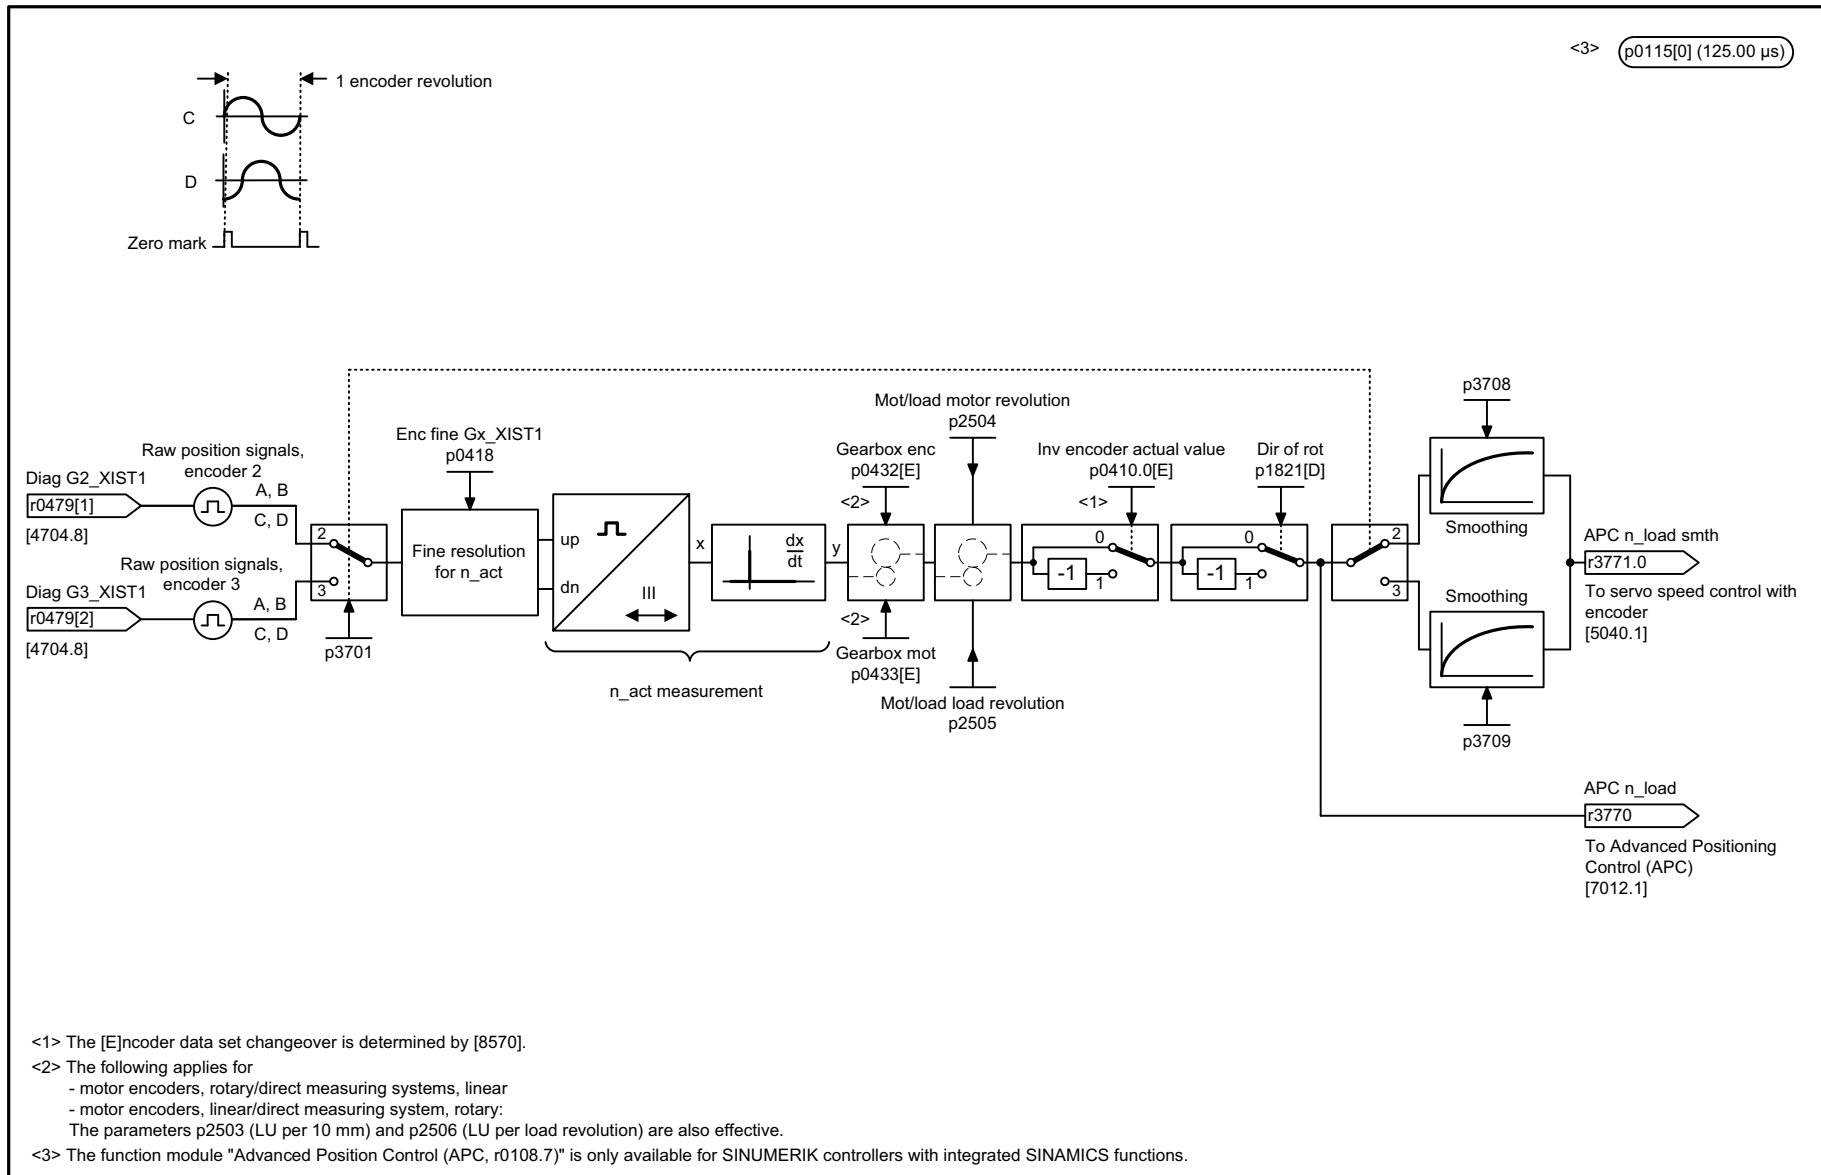 <3> p0115[0] (125.00 µs)
1 encoder revolution
C
D
Zero mark
Diag G2_XIST1
r0479[1]
[4704.8]
Raw position signals,
encoder 2
A, B
C, D
Diag G3_XIST1
r0479[2]
[4704.8]
Raw position signals,
encoder 3
A, B
C, D
2
3
p3701
Enc fine Gx_XIST1
p0418
Fine resolution
for n_act
up
dn
III
x
dx
dt
y
n_act measurement
Gearbox enc
p0432[E]
<2>
<2>
Gearbox mot
p0433[E]
Mot/load motor revolution
p2504
Mot/load load revolution
p2505
Inv encoder actual value
p0410.0[E]
<1>
0
-1
1
Dir of rot
p1821[D]
0
-1
1
2
3
p3708
Smoothing
Smoothing
p3709
APC n_load smth
r3771.0
To servo speed control with
encoder
[5040.1]
APC n_load
r3770
To Advanced Positioning
Control (APC)
[7012.1]
<1> The [E]ncoder data set changeover is determined by [8570].
<2> The following applies for
- motor encoders, rotary/direct measuring systems, linear
- motor encoders, linear/direct measuring system, rotary:
The parameters p2503 (LU per 10 mm) and p2506 (LU per load revolution) are also effective.
<3> The function module "Advanced Position Control (APC, r0108.7)" is only available for SINUMERIK controllers with integrated SINAMICS functions.